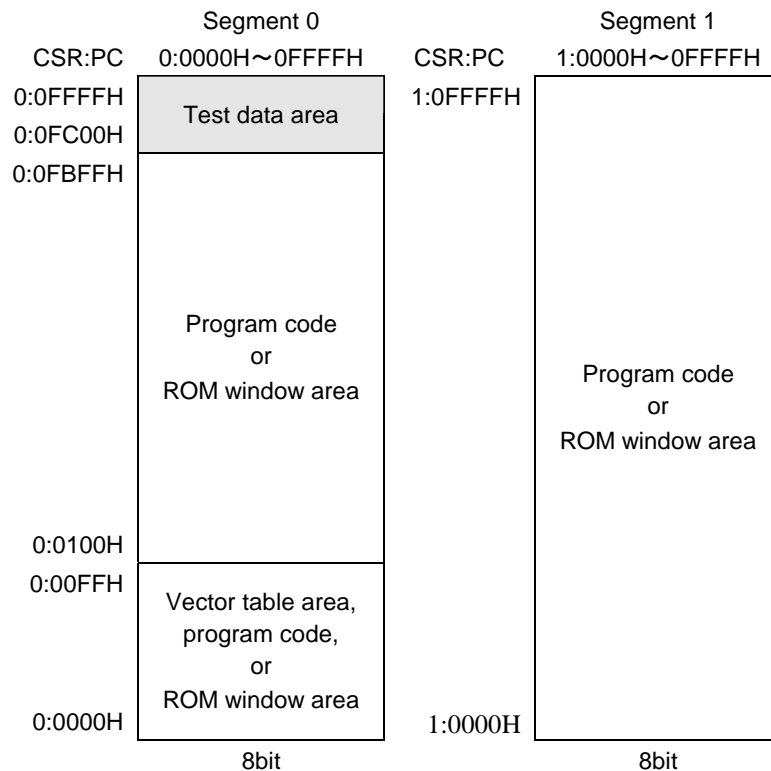 Segment 0
CSR:PC 0:0000H～0FFFFH
0:0FFFFH
Test data area
0:0FC00H
0:0FBFFH
Program code
or
ROM window area
0:0100H
0:00FFH
Vector table area,
program code,
or
ROM window area
0:0000H
8bit
Segment 1
CSR:PC 1:0000H～0FFFFH
1:0FFFFH
Program code
or
ROM window area
1:0000H
8bit